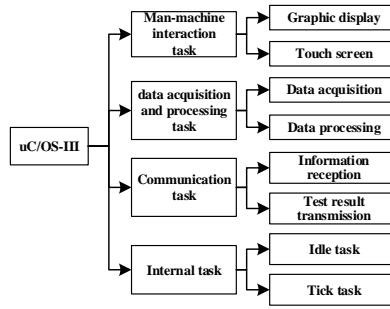 uC/OS-III
Man-machine
interaction
task
Graphic display
Touch screen
data acquisition
and processing
task
Data acquisition
Data processing
Communication
task
Information
reception
Test result
transmission
Internal task
Idle task
Tick task